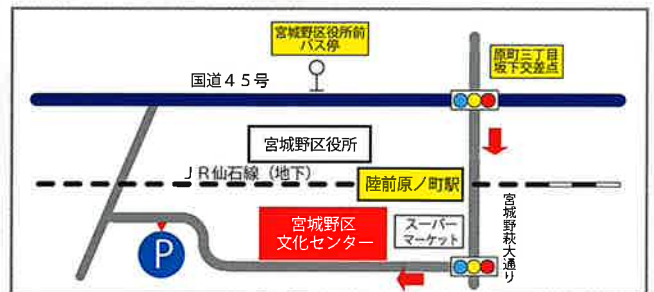 宮城野区役所前
バス停
原町三丁目
坂下交差点
国道４５号
宮城野区役所
ＪＲ仙石線（地下）
陸前原ノ町駅
宮城野区
文化センター
スーパー
マーケット
宮城野萩大通り
P